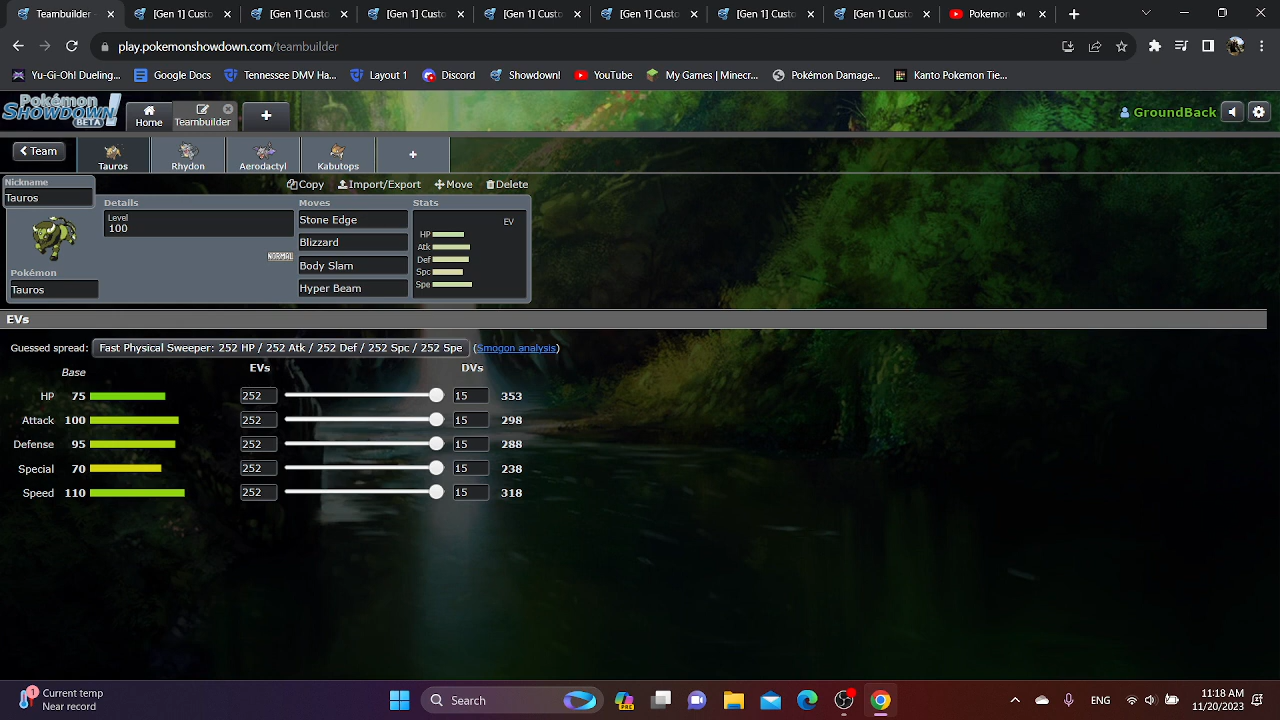 Teambuilder
[Gen 1] Custo
[Gen 1] Custo
[Gen 1] Custo
[Gen 1] Custo
[Gen 1] Custo
[Gen 1] Custo
[Gen 1] Custo
Pokemon
play.pokemonshowdown.com/teambuilder
Yu-Gi-Oh! Dueling...
Google Docs
Tennessee DMV Ha...
Layout 1
Discord
Showdown!
YouTube
My Games | Minecr...
Pokémon Damage...
Kanto Pokemon Tie...
Pokémon
SHOWDOWN!
BETA
Home
Teambuilder
GroundBack
Team
Tauros
Rhydon
Aerodactyl
Kabutops
Copy
Import/Export
Move
Delete
Nickname
Tauros
Details
Moves
Stats
Level
100
Stone Edge
EV
Blizzard
HP
Atk
NORMAL
Body Slam
Def
Spc
Pokémon
Tauros
Hyper Beam
Spe
EVs
Guessed spread: Fast Physical Sweeper: 252 HP / 252 Atk / 252 Def / 252 Spc / 252 Spe (Smogon analysis)
Base EVs DVs
HP 75 252 15 353
Attack 100 252 15 298
Defense 95 252 15 288
Special 70 252 15 238
Speed 110 252 15 318
1
Current temp
Near record
Search
PRE
ENG
11:18 AM
11/20/2023